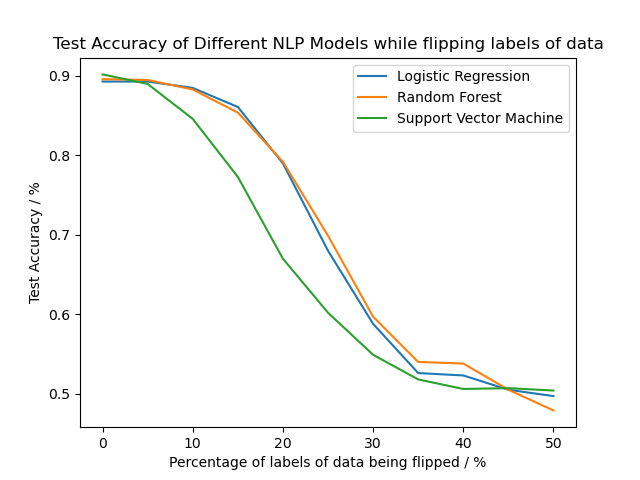 Test Accuracy of Different NLP Models while flipping labels of data
Logistic Regression
Random Forest
Support Vector Machine
Test Accuracy / %
0.9
0.8
0.7
0.6
0.5
0 10 20 30 40 50
Percentage of labels of data being flipped / %